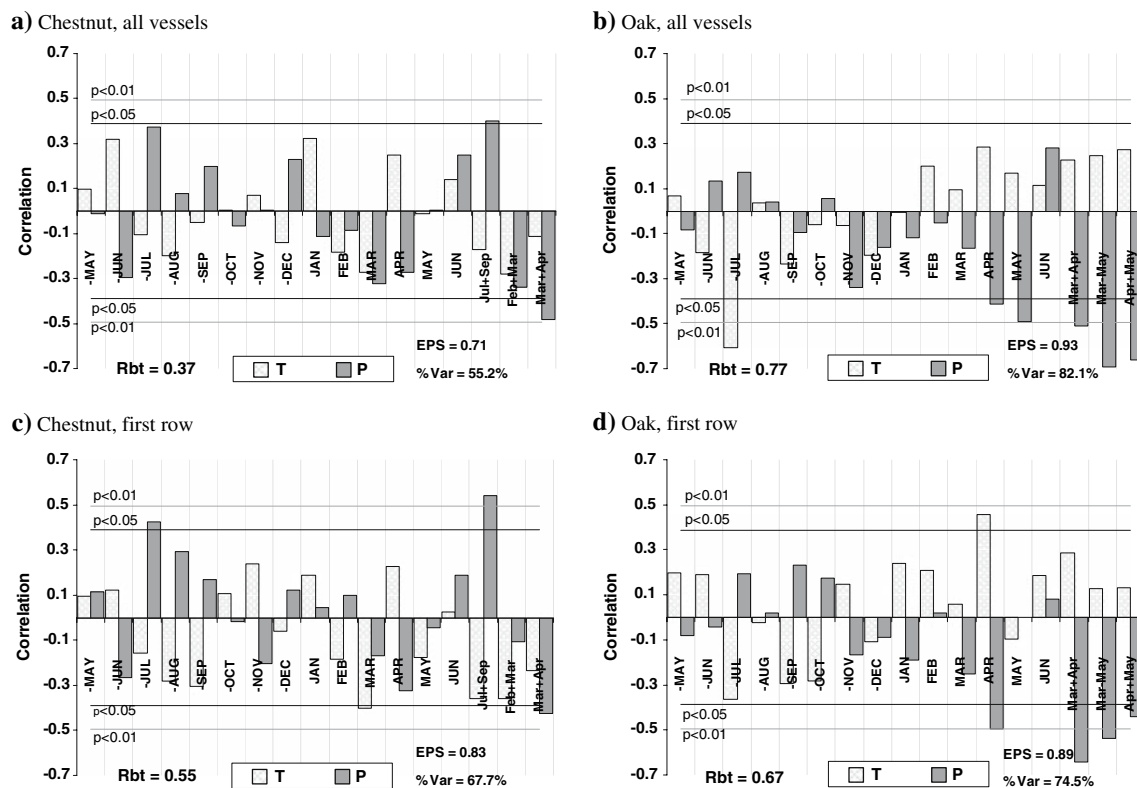 a) Chestnut, all vessels
0.7
0.5
0.3
0.1
-0.1
-0.3
-0.5
-0.7
Correlation
p<0.01
p<0.05
-MAY
-JUN
-JUL
-AUG
-SEP
-OCT
-NOV
-DEC
JAN
FEB
MAR
APR
MAY
JUN
Jul+Sep
Feb+Mar
Mar+Apr
p<0.05
p<0.01
Rbt = 0.37
T P
EPS = 0.71
%Var = 55.2%
b) Oak, all vessels
0.7
0.5
0.3
0.1
-0.1
-0.3
-0.5
-0.7
Correlation
p<0.01
p<0.05
-MAY
-JUN
-JUL
-AUG
-SEP
-OCT
-NOV
-DEC
JAN
FEB
MAR
APR
MAY
JUN
Mar+Apr
Mar-May
Apr+May
p<0.05
p<0.01
Rbt = 0.77
T P
EPS = 0.93
%Var = 82.1%
c) Chestnut, first row
0.7
0.5
0.3
0.1
-0.1
-0.3
-0.5
-0.7
Correlation
p<0.01
p<0.05
-MAY
-JUN
-JUL
-AUG
-SEP
-OCT
-NOV
-DEC
JAN
FEB
MAR
APR
MAY
JUN
Jul+Sep
Feb+Mar
Mar+Apr
p<0.05
p<0.01
Rbt = 0.55
T P
EPS = 0.83
%Var = 67.7%
d) Oak, first row
0.7
0.5
0.3
0.1
-0.1
-0.3
-0.5
-0.7
Correlation
p<0.01
p<0.05
-MAY
-JUN
-JUL
-AUG
-SEP
-OCT
-NOV
-DEC
JAN
FEB
MAR
APR
MAY
JUN
Mar+Apr
Mar-May
Apr+May
p<0.05
p<0.01
Rbt = 0.67
T P
EPS = 0.89
%Var = 74.5%